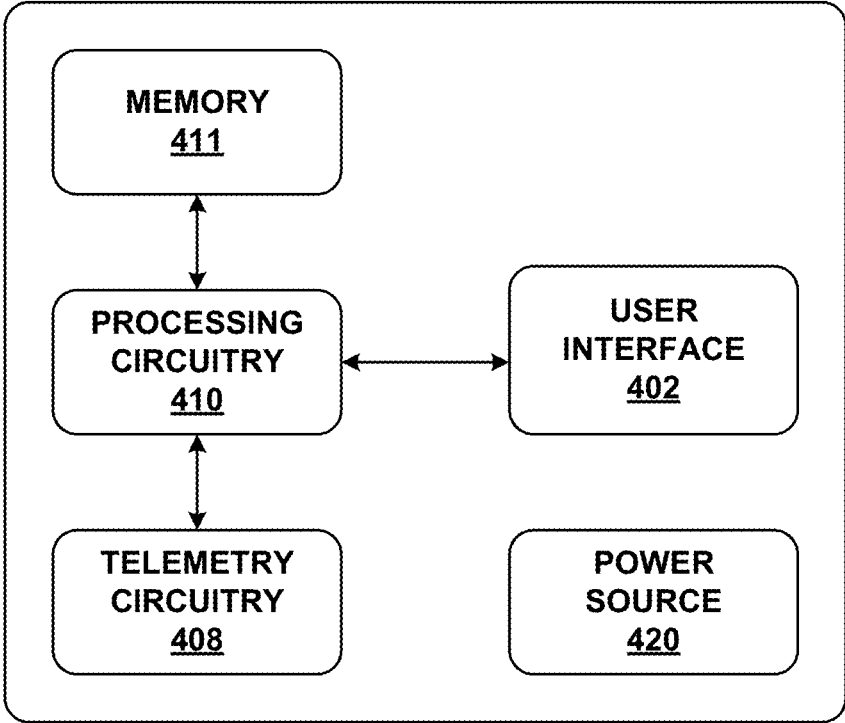 MEMORY
411
PROCESSING
CIRCUITRY
410
USER
INTERFACE
402
TELEMETRY
CIRCUITRY
408
POWER
SOURCE
420